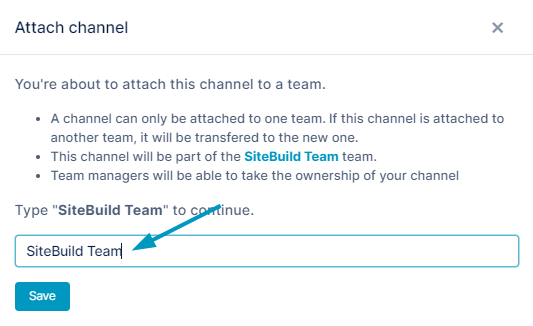 Attach channel
You're about to attach this channel to a team.
A channel can only be attached to one team. If this channel is attached to
another team, it will be transfered to the new one.
This channel will be part of the SiteBuild Team team.
Team managers will be able to take the ownership of your channel
Type "SiteBuild Team" to continue.
SiteBuild Team
Save